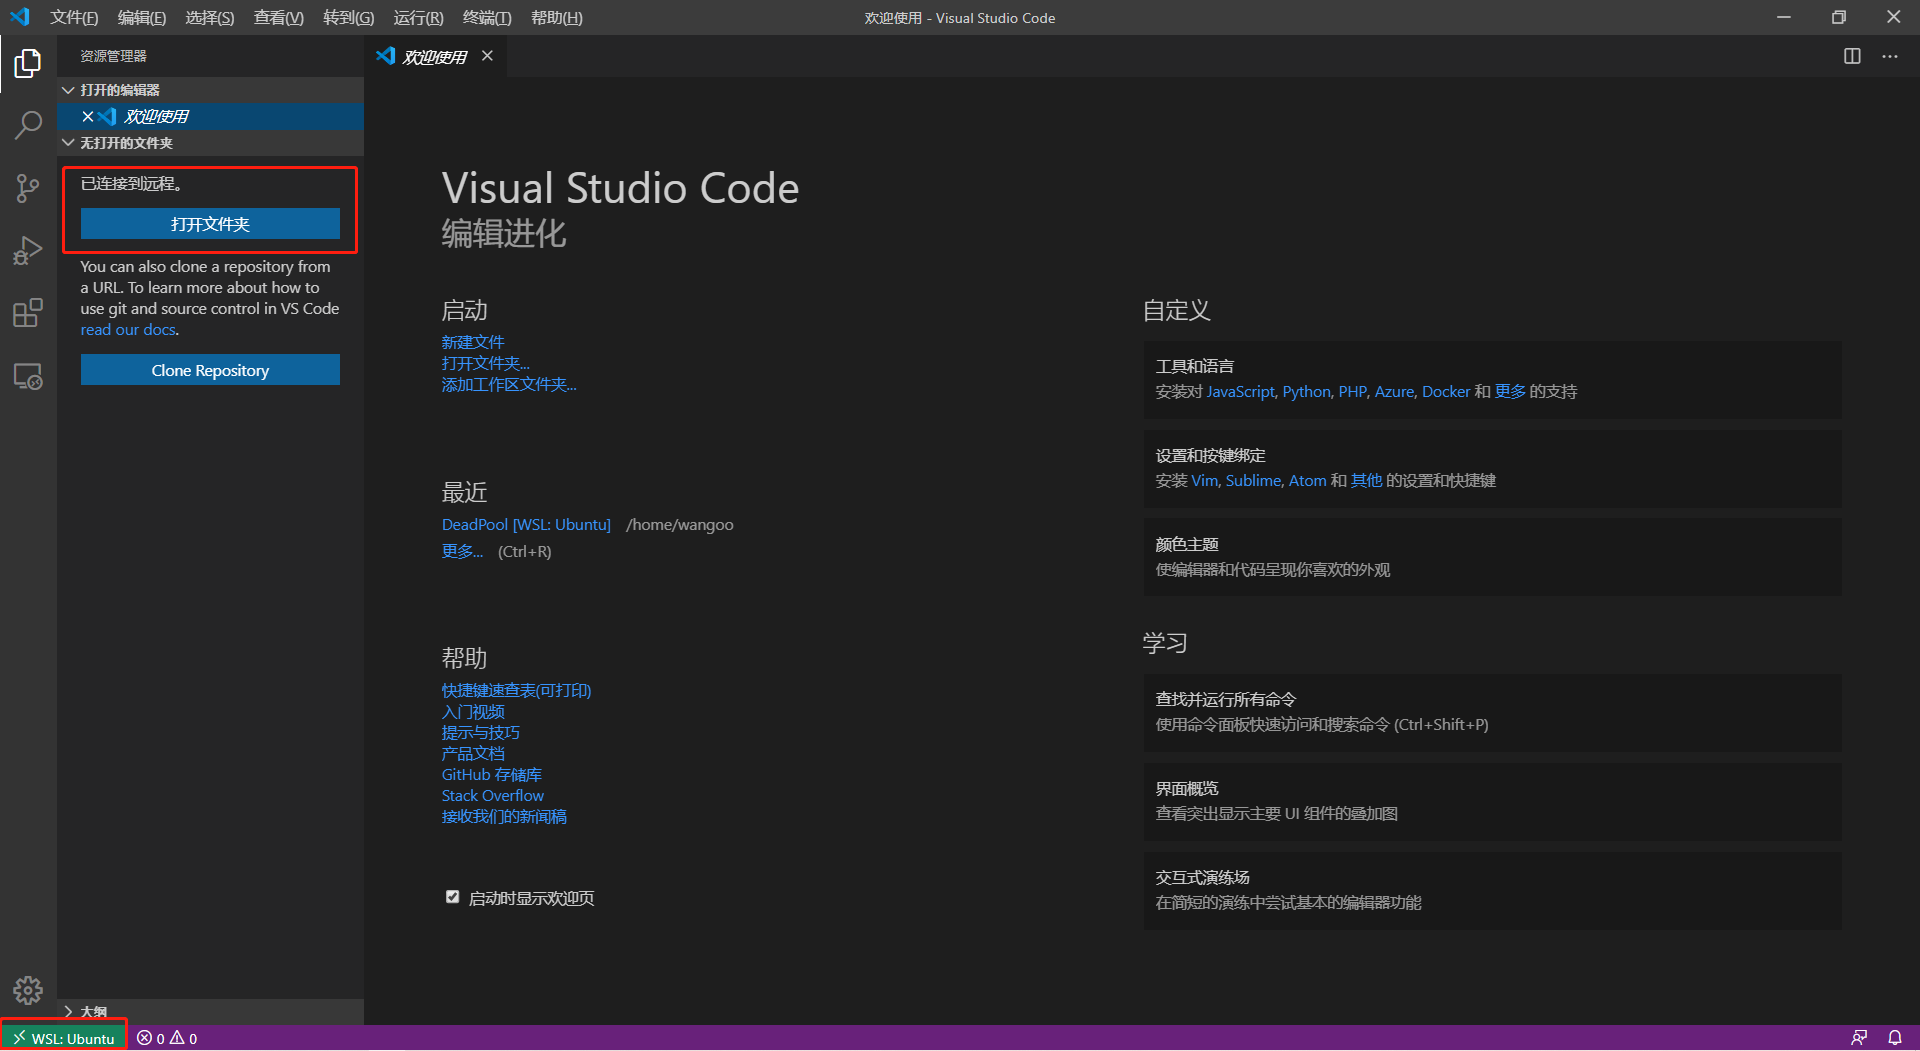 文件(F) 编辑(E) 选择(S) 查看(V) 转到(G) 运行(R) 终端(T) 帮助(H)
欢迎使用 - Visual Studio Code
资源管理器
欢迎使用
打开的编辑器
欢迎使用
无打开的文件夹
已连接到远程。
打开文件夹
You can also clone a repository from
a URL. To learn more about how to
use git and source control in VS Code
read our docs.
Clone Repository
大纲
Visual Studio Code
编辑进化
启动
新建文件
打开文件夹...
添加工作区文件夹...
最近
DeadPool [WSL: Ubuntu] /home/wangoo
更多... (Ctrl+R)
帮助
快捷键速查表(可打印)
入门视频
提示与技巧
产品文档
GitHub 存储库
Stack Overflow
接收我们的新闻稿
启动时显示欢迎页
自定义
工具和语言
安装对 JavaScript, Python, PHP, Azure, Docker 和 更多 的支持
设置和按键绑定
安装 Vim, Sublime, Atom 和 其他 的设置和快捷键
颜色主题
使编辑器和代码呈现你喜欢的外观
学习
查找并运行所有命令
使用命令面板快速访问和搜索命令 (Ctrl+Shift+P)
界面概览
查看突出显示主要 UI 组件的叠加图
交互式演练场
在简短的演练中尝试基本的编辑器功能
WSL: Ubuntu 0 0